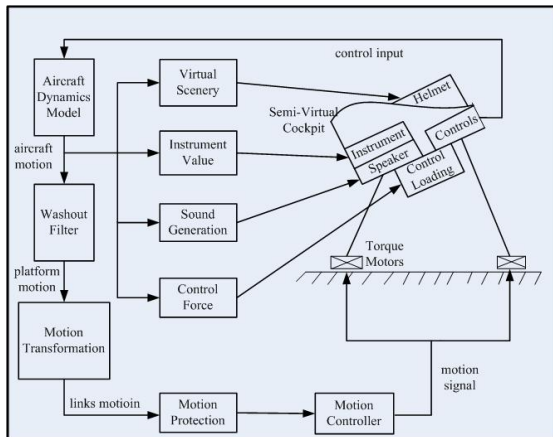 control input
Aircraft
Dynamics
Model
Virtual
Scenery
Helmet
Semi-Virtual
Cockpit
Controls
Instrument
Speaker
Control
Loading
aircraft
motion
Instrument
Value
Washout
Filter
Sound
Generation
platform
motion
Control
Force
Torque
Motors
Motion
Transformation
motion
signal
links motioin
Motion
Protection
Motion
Controller